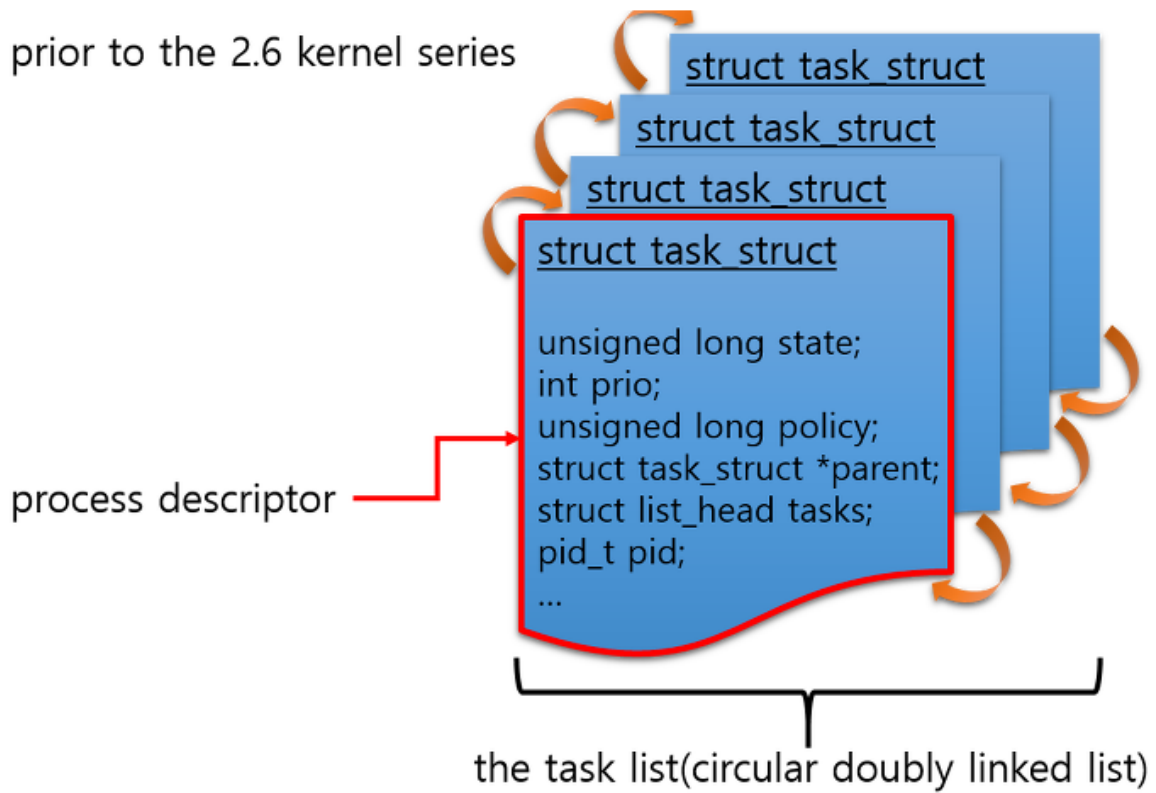 prior to the 2.6 kernel series
struct task_struct
struct task_struct
struct task_struct
struct task_struct
unsigned long state;
int prio;
unsigned long policy;
struct task_struct *parent;
struct list_head tasks;
pid_t pid;
...
process descriptor
the task list(circular doubly linked list)